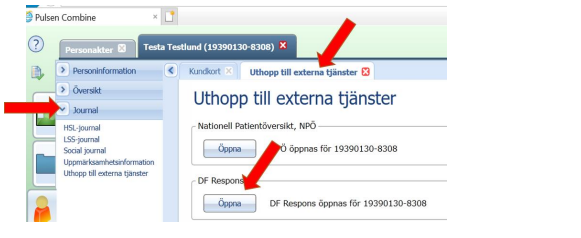 Pulsen Combine
Personakter
Testa Testlund (19390130-8308)
Personinformation
Översikt
Journal
HSL-journal
LSS-journal
Social journal
Uppmärksamhetsinformation
Uthopp till externa tjänster
Kundkort
Uthopp till externa tjänster
Uthopp till externa tjänster
Nationell Patientöversikt, NPÖ
Öppna
Ö öppnas för 19390130-8308
DF Respons
Öppna
DF Respons öppnas för 19390130-8308